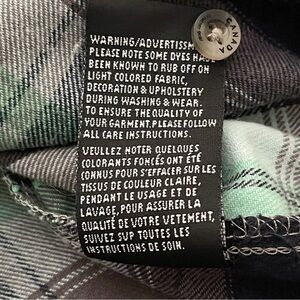 WARNING/ADVERTISSM
PLEASE NOTE SOME DYES HAVE
BEEN KNOWN TO RUB OFF ON
LIGHT COLORED FABRIC,
DECORATION & UPHOLSTERY
DURING WASHING & WEAR.
TO ENSURE THE QUALITY OF
YOUR GARMENT.PLEASE FOLLOW
ALL CARE INSTRUCTIONS.
VEUILLEZ NOTER QUELQUES
COLORANTS FONCÉS ONT ÉTÉ
CONNUS POUR S'EFFACER SUR LES
TISSUS DE COULEUR CLAIRE,
PENDANT LE USAGE ET DU
LAVAGE, POUR ASSURER LA
QUALITÉ DE VOTRE VETEMENT,
SUIVEZ SVP TOUTES LES
INSTRUCTIONS DE SOIN.
CANADA